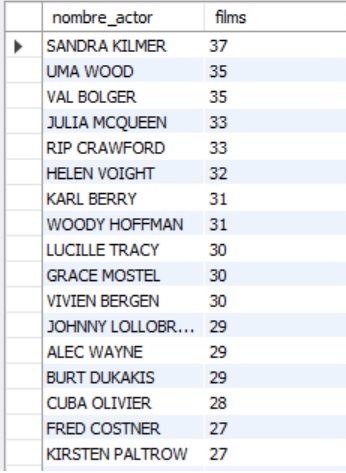 nombre_actor films
SANDRA KILMER 37
UMA WOOD 35
VAL BOLGER 35
JULIA MCQUEEN 33
RIP CRAWFORD 33
HELEN VOIGHT 32
KARL BERRY 31
WOODY HOFFMAN 31
LUCILLE TRACY 30
GRACE MOSTEL 30
VIVIEN BERGEN 30
JOHNNY LOLLOBR... 29
ALEC WAYNE 29
BURT DUKAKIS 29
CUBA OLIVIER 28
FRED COSTNER 27
KIRSTEN PALTROW 27